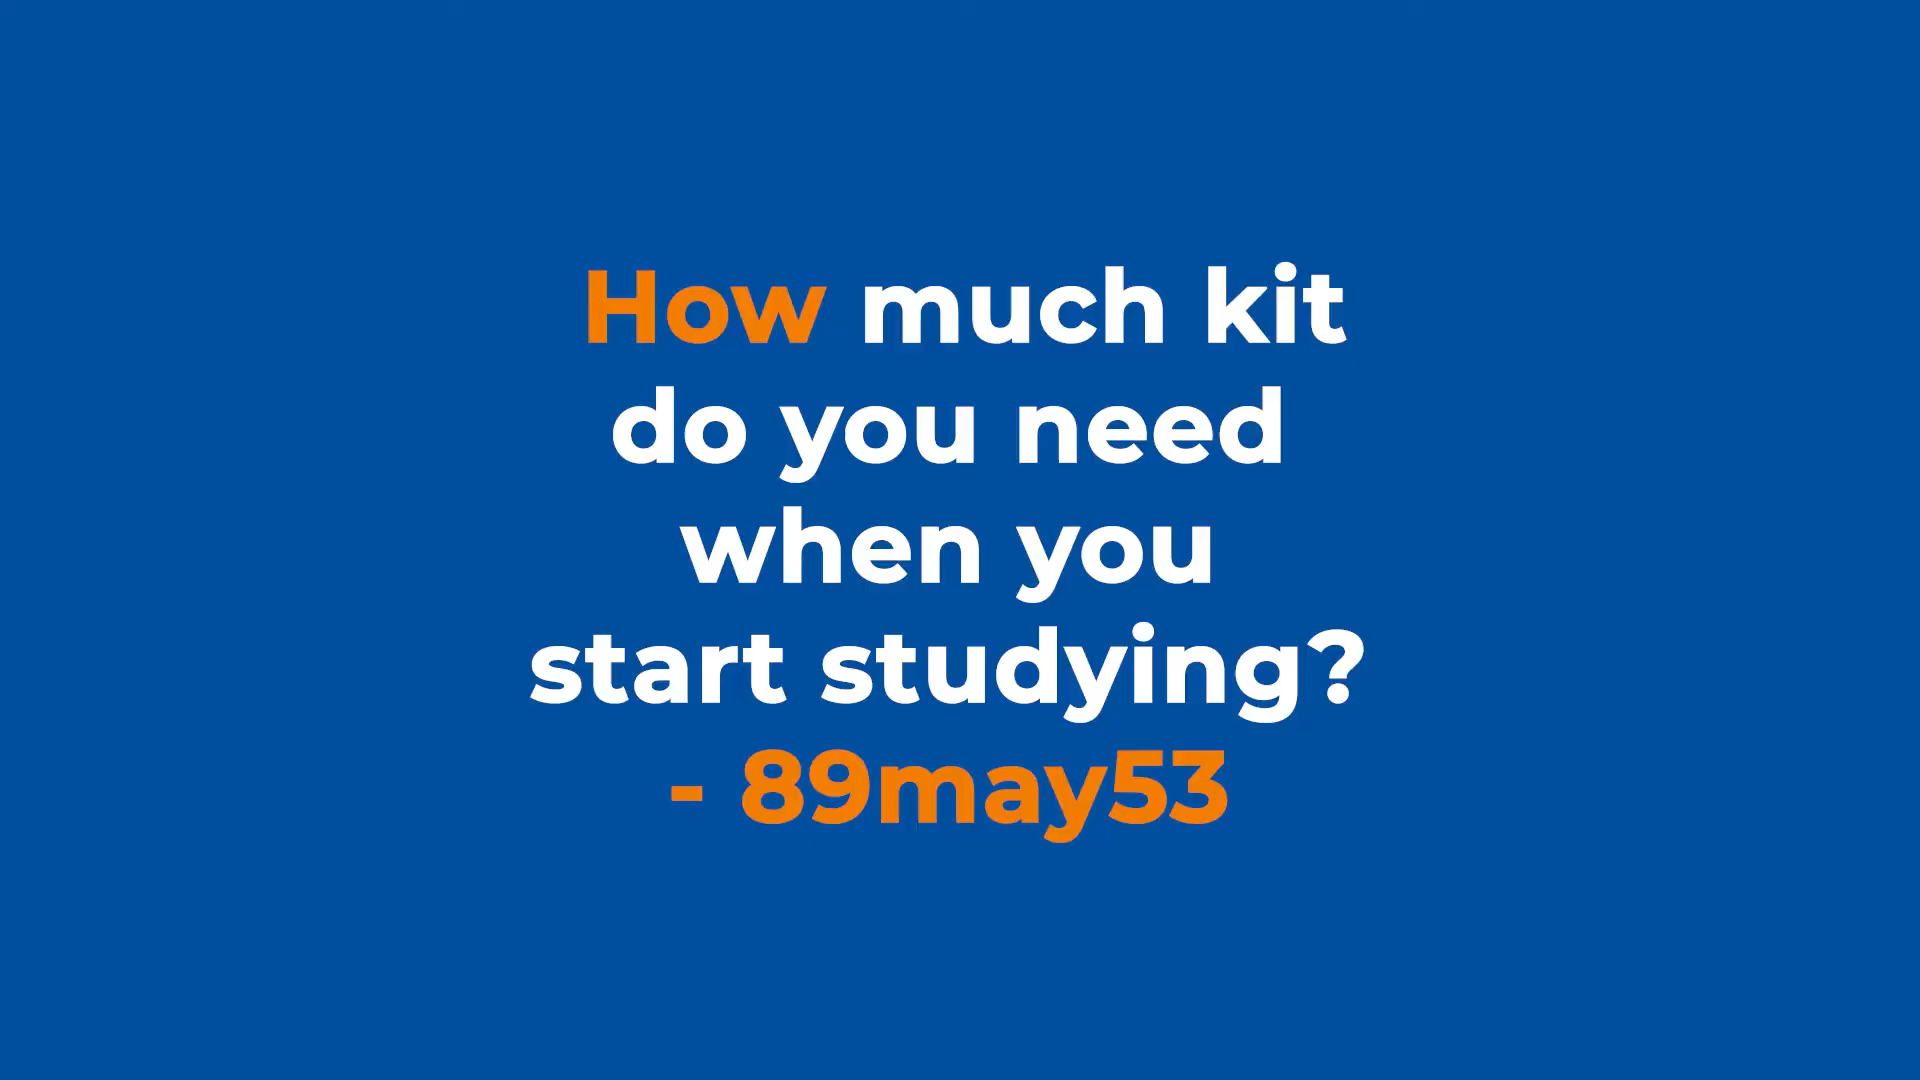 How much kit
do you need
when you
start studying?
- 89may53